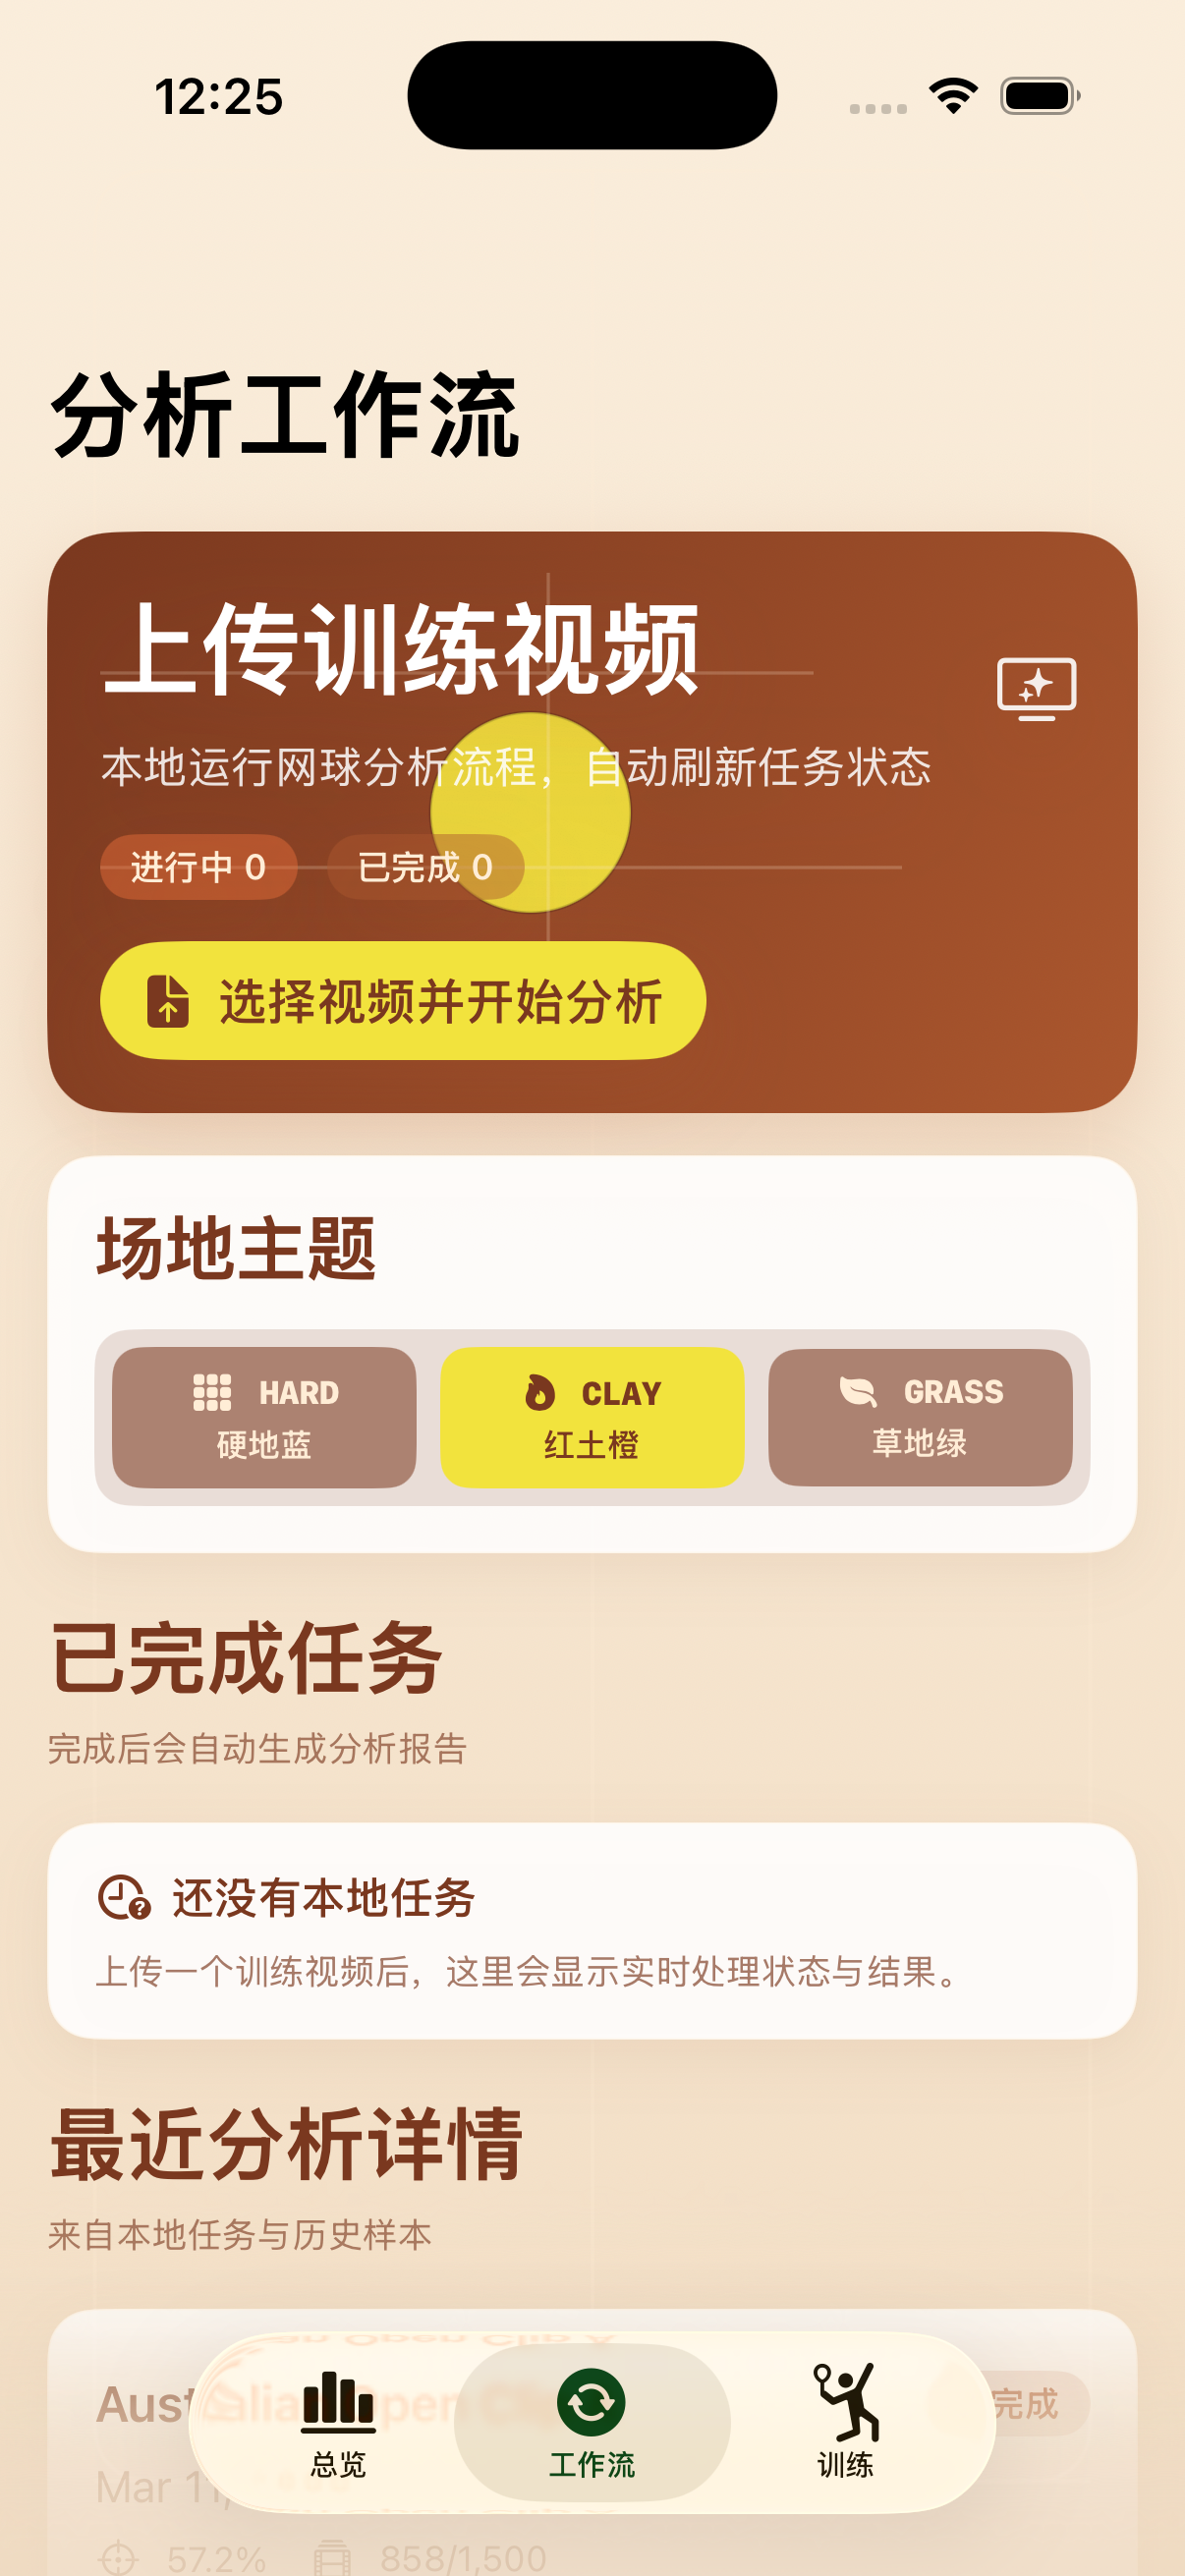 12:25
分析工作流
上传训练视频
本地运行网球分析流程，自动刷新任务状态
进行中 0
已完成 0
选择视频并开始分析
场地主题
HARD
硬地蓝
CLAY
红土橙
GRASS
草地绿
已完成任务
完成后会自动生成分析报告
还没有本地任务
上传一个训练视频后，这里会显示实时处理状态与结果。
最近分析详情
来自本地任务与历史样本
Australian Open Clip
完成
Mar 11,
57.2%
858/1,500
总览
工作流
训练